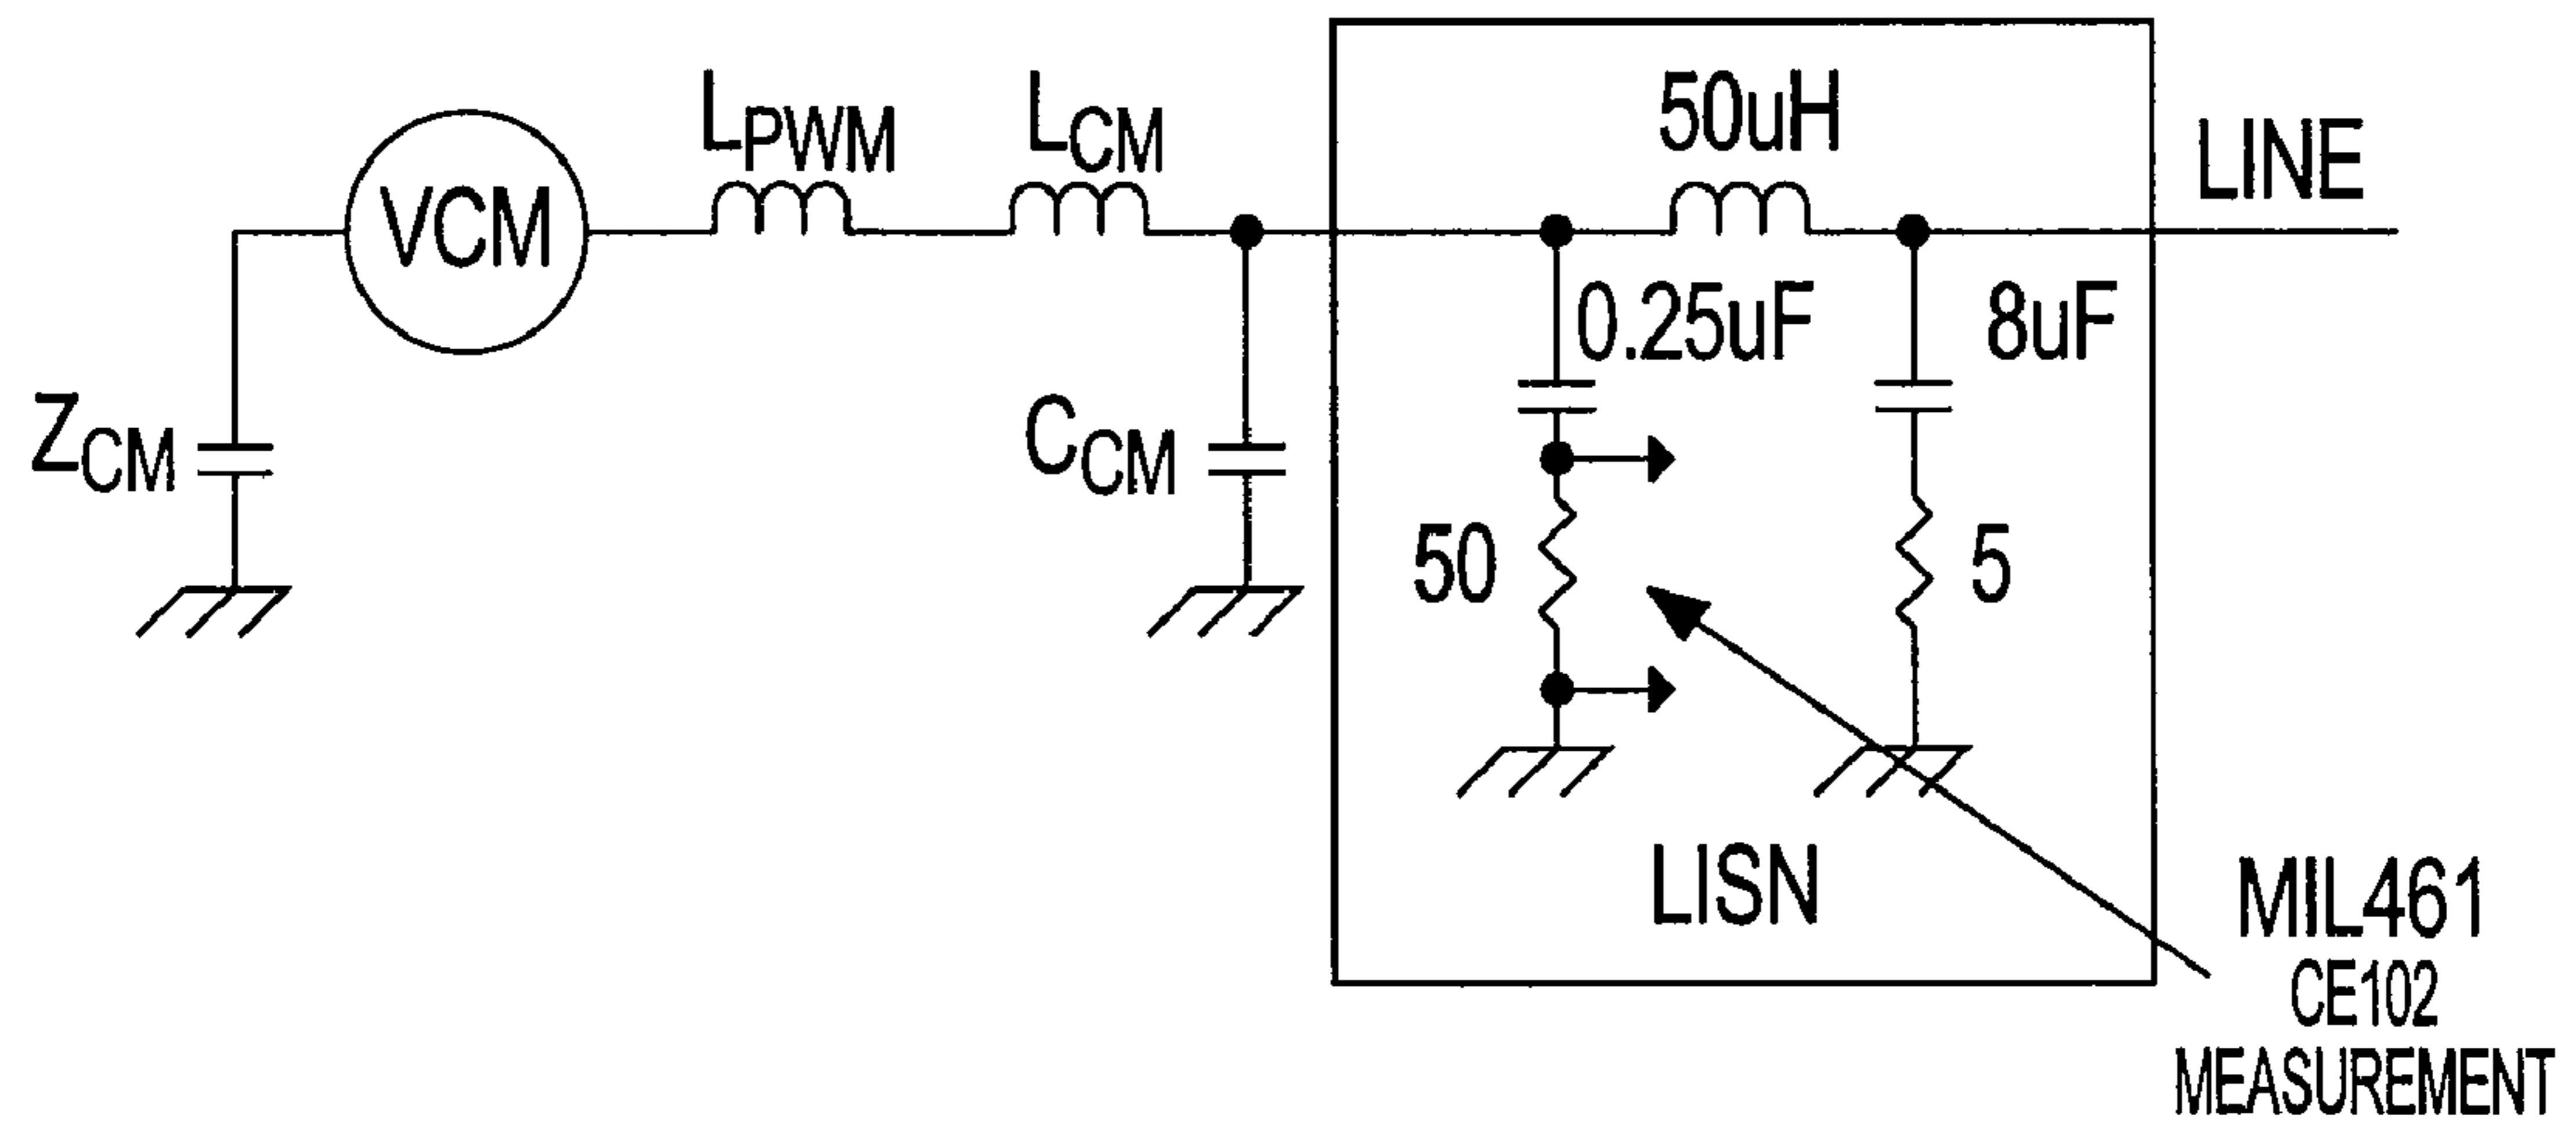 VCM
LPWM
LCM
50uH
LINE
0.25uF
8uF
ZCM
CCM
50
5
LISN
MIL461
CE102
MEASUREMENT